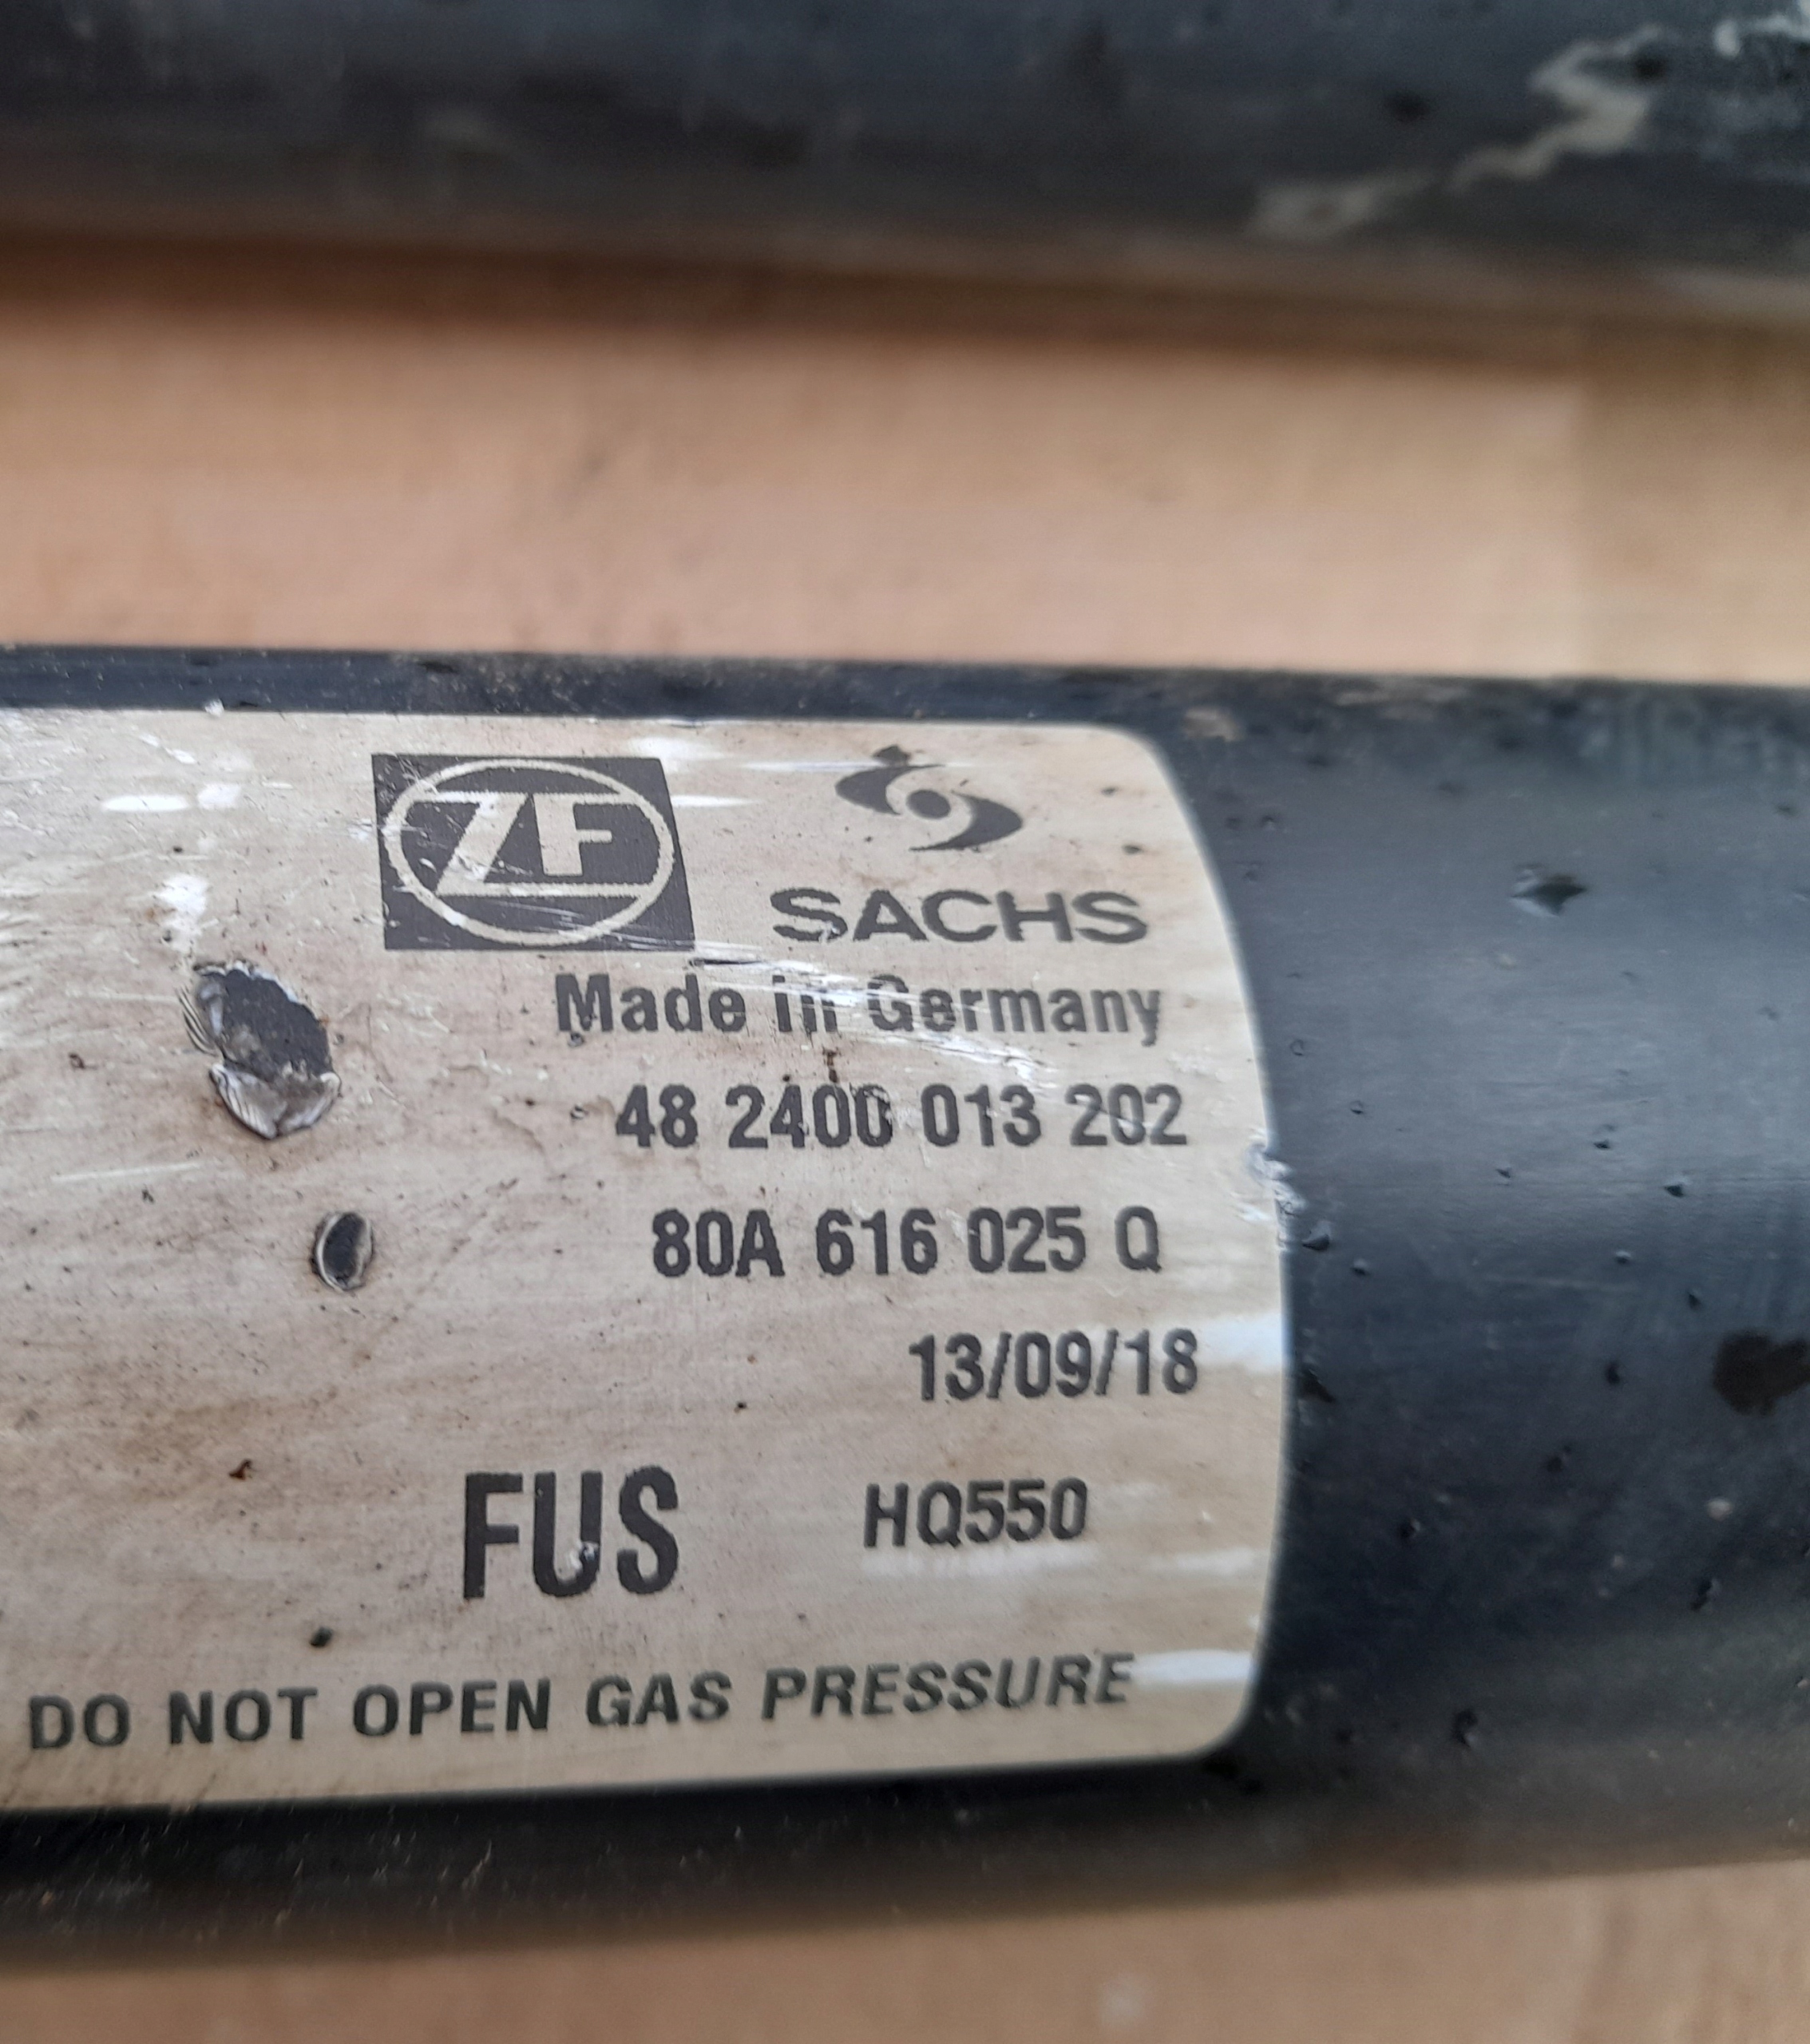 ZF
SACHS
Made in Germany
48 2400 013 202
80A 616 025 Q
13/09/18
FUS HQ550
DO NOT OPEN GAS PRESSURE